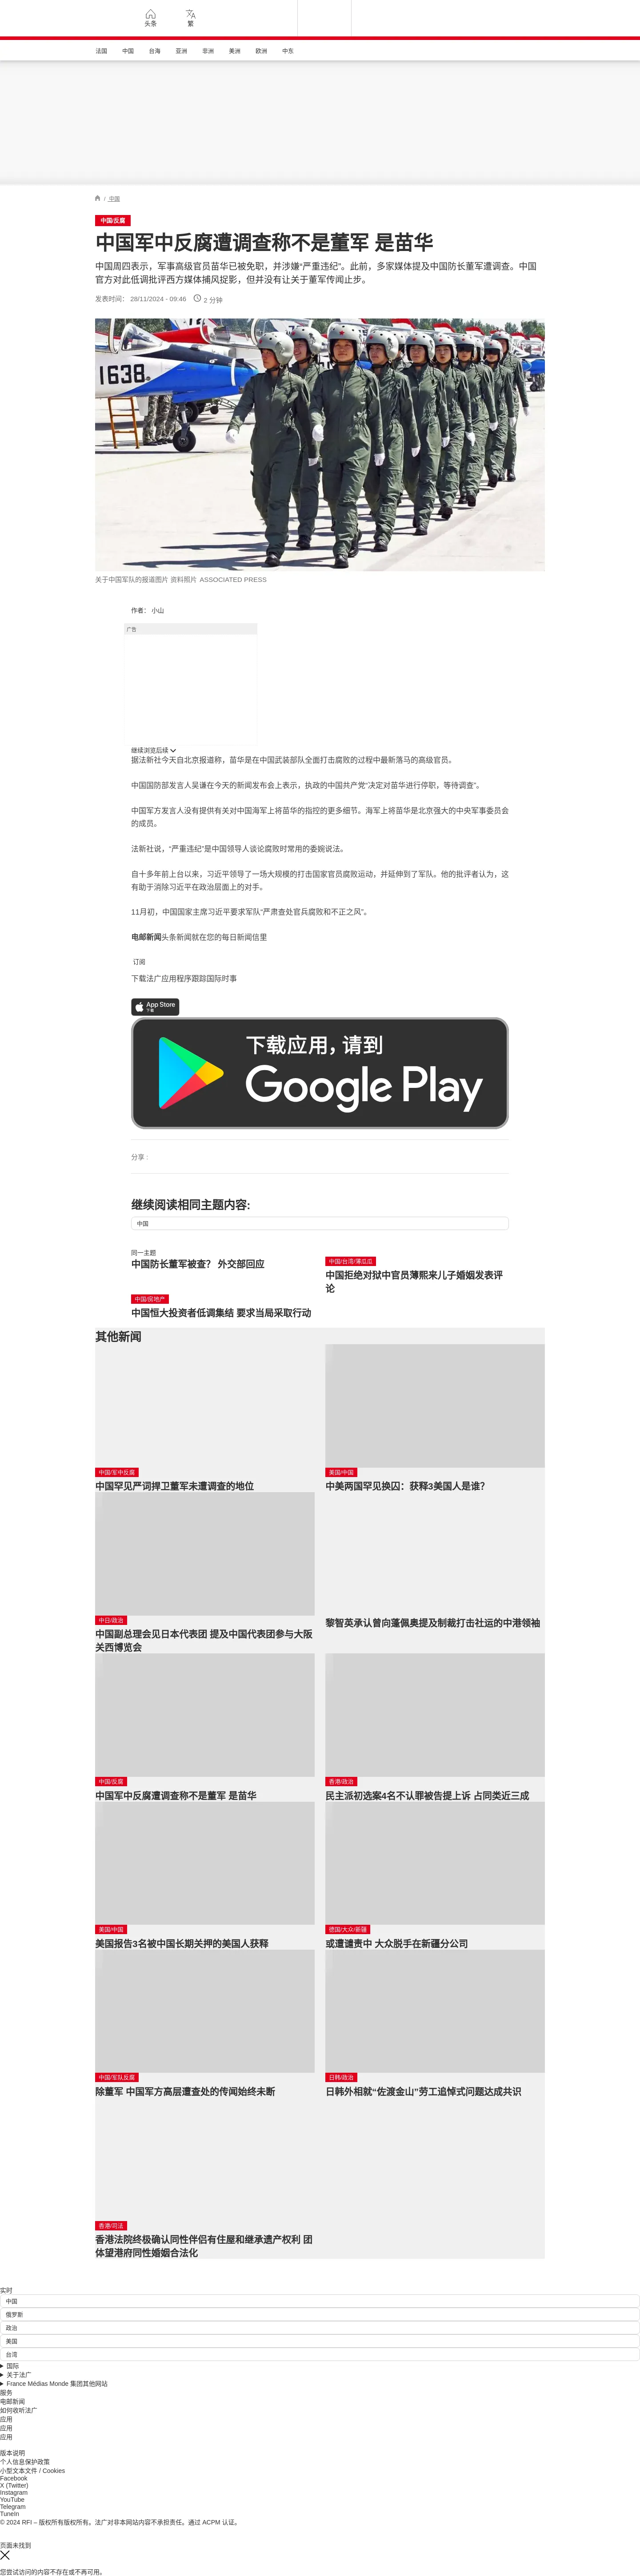 头条
繁
法国
中国
台海
亚洲
非洲
美洲
欧洲
中东
/ 中国
中国/反腐
中国军中反腐遭调查称不是董军 是苗华
中国周四表示，军事高级官员苗华已被免职，并涉嫌“严重违纪”。此前，多家媒体提及中国防长董军遭调查。中国
官方对此低调批评西方媒体捕风捉影，但并没有让关于董军传闻止步。
发表时间： 28/11/2024 - 09:46 2 分钟
1638
关于中国军队的报道图片 资料照片 ASSOCIATED PRESS
作者： 小山
广告
继续浏览后续
据法新社今天自北京报道称，苗华是在中国武装部队全面打击腐败的过程中最新落马的高级官员。
中国国防部发言人吴谦在今天的新闻发布会上表示，执政的中国共产党“决定对苗华进行停职，等待调查”。
中国军方发言人没有提供有关对中国海军上将苗华的指控的更多细节。海军上将苗华是北京强大的中央军事委员会
的成员。
法新社说，“严重违纪”是中国领导人谈论腐败时常用的委婉说法。
自十多年前上台以来，习近平领导了一场大规模的打击国家官员腐败运动，并延伸到了军队。他的批评者认为，这
有助于消除习近平在政治层面上的对手。
11月初，中国国家主席习近平要求军队“严肃查处官兵腐败和不正之风”。
电邮新闻头条新闻就在您的每日新闻信里
订阅
下载法广应用程序跟踪国际时事
App Store
下载
下载应用，请到
Google Play
分享 :
继续阅读相同主题内容:
中国
同一主题
中国防长董军被查？ 外交部回应
中国/台湾/薄瓜瓜
中国拒绝对狱中官员薄熙来儿子婚姻发表评
论
中国/房地产
中国恒大投资者低调集结 要求当局采取行动
其他新闻
中国/军中反腐
中国罕见严词捍卫董军未遭调查的地位
美国/中国
中美两国罕见换囚：获释3美国人是谁?
中日/政治
中国副总理会见日本代表团 提及中国代表团参与大阪
关西博览会
黎智英承认曾向蓬佩奥提及制裁打击社运的中港领袖
中国/反腐
中国军中反腐遭调查称不是董军 是苗华
香港/政治
民主派初选案4名不认罪被告提上诉 占同类近三成
美国/中国
美国报告3名被中国长期关押的美国人获释
德国/大众/新疆
或遭谴责中 大众脱手在新疆分公司
中国/军队反腐
除董军 中国军方高层遭查处的传闻始终未断
日韩/政治
日韩外相就“佐渡金山”劳工追悼式问题达成共识
香港/司法
香港法院终极确认同性伴侣有住屋和继承遗产权利 团
体望港府同性婚姻合法化
实时
中国
俄罗斯
政治
美国
台湾
国际
关于法广
France Médias Monde 集团其他网站
服务
电邮新闻
如何收听法广
应用
应用
应用
版本说明
个人信息保护政策
小型文本文件 / Cookies
Facebook
X (Twitter)
Instagram
YouTube
Telegram
TuneIn
© 2024 RFI – 版权所有版权所有。法广对非本网站内容不承担责任。通过 ACPM 认证。
页面未找到
您尝试访问的内容不存在或不再可用。